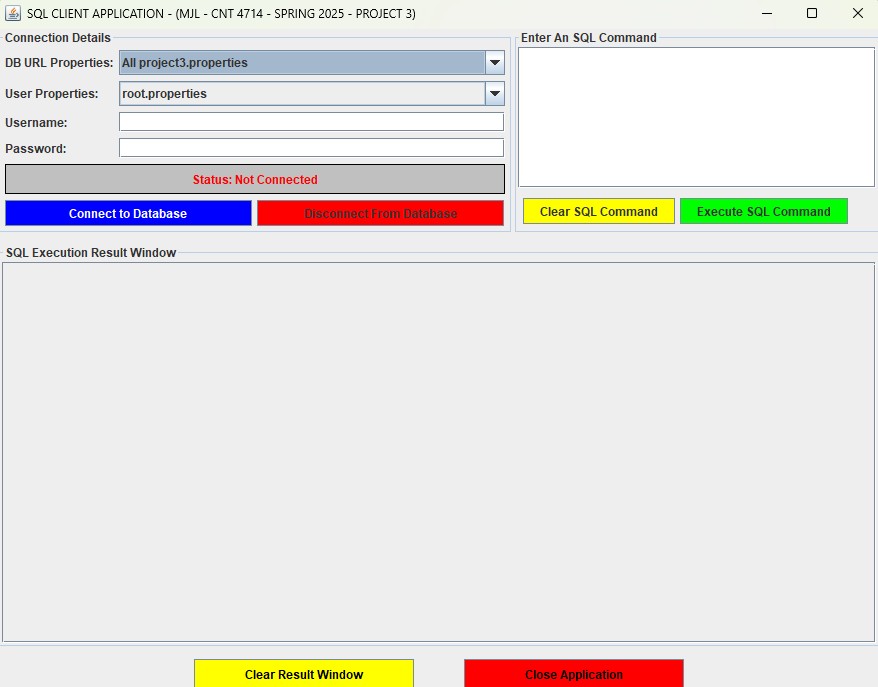 SQL CLIENT APPLICATION - (MJL - CNT 4714 - SPRING 2025 - PROJECT 3)
Connection Details
DB URL Properties: All project3.properties
User Properties: root.properties
Username:
Password:
Status: Not Connected
Connect to Database Disconnect From Database
Enter An SQL Command
Clear SQL Command Execute SQL Command
SQL Execution Result Window
Clear Result Window Close Application